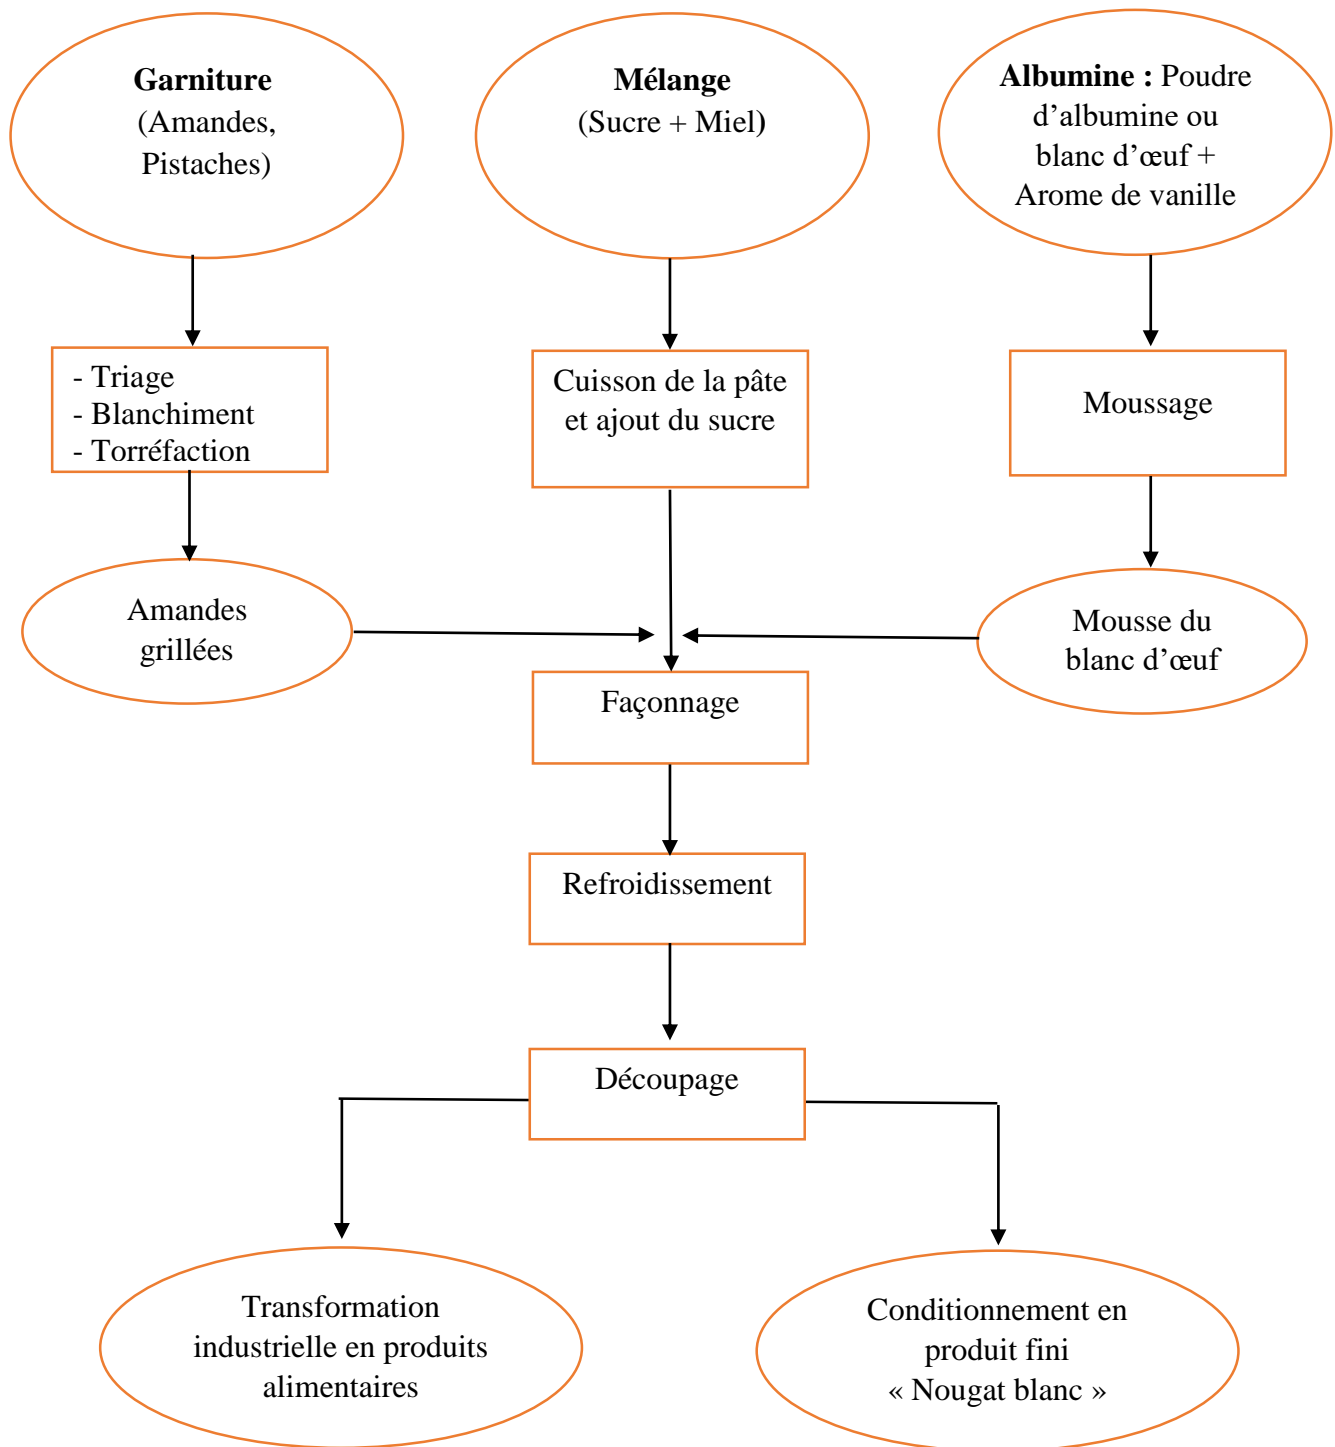 Garniture
(Amandes,
Pistaches)
Mélange
(Sucre + Miel)
Albumine : Poudre
d’albumine ou
blanc d’œuf +
Arome de vanille
- Triage
- Blanchiment
- Torréfaction
Cuisson de la pâte
et ajout du sucre
Moussage
Amandes
grillées
Mousse du
blanc d’œuf
Façonnage
Refroidissement
Découpage
Transformation
industrielle en produits
alimentaires
Conditionnement en
produit fini
« Nougat blanc »